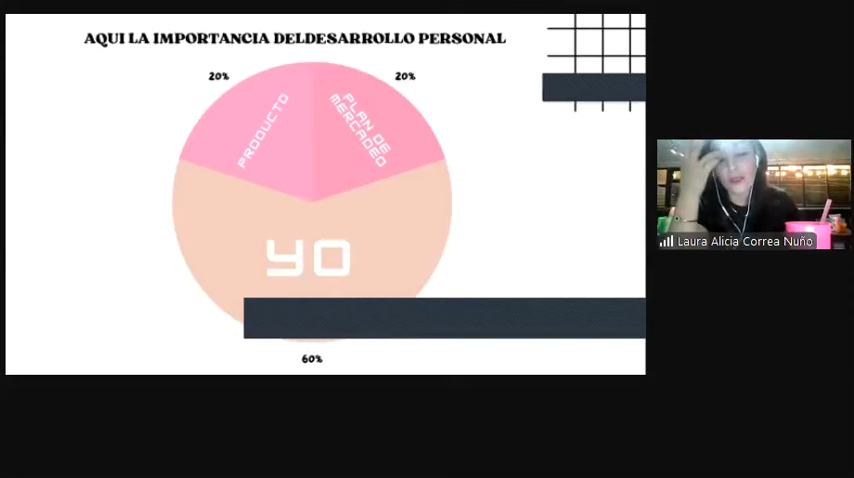 AQUI LA IMPORTANCIA DELDESARROLLO PERSONAL
20%
20%
PRODUCTO
PLAN DE
MERCADEO
YO
60%
Laura Alicia Correa Nuño